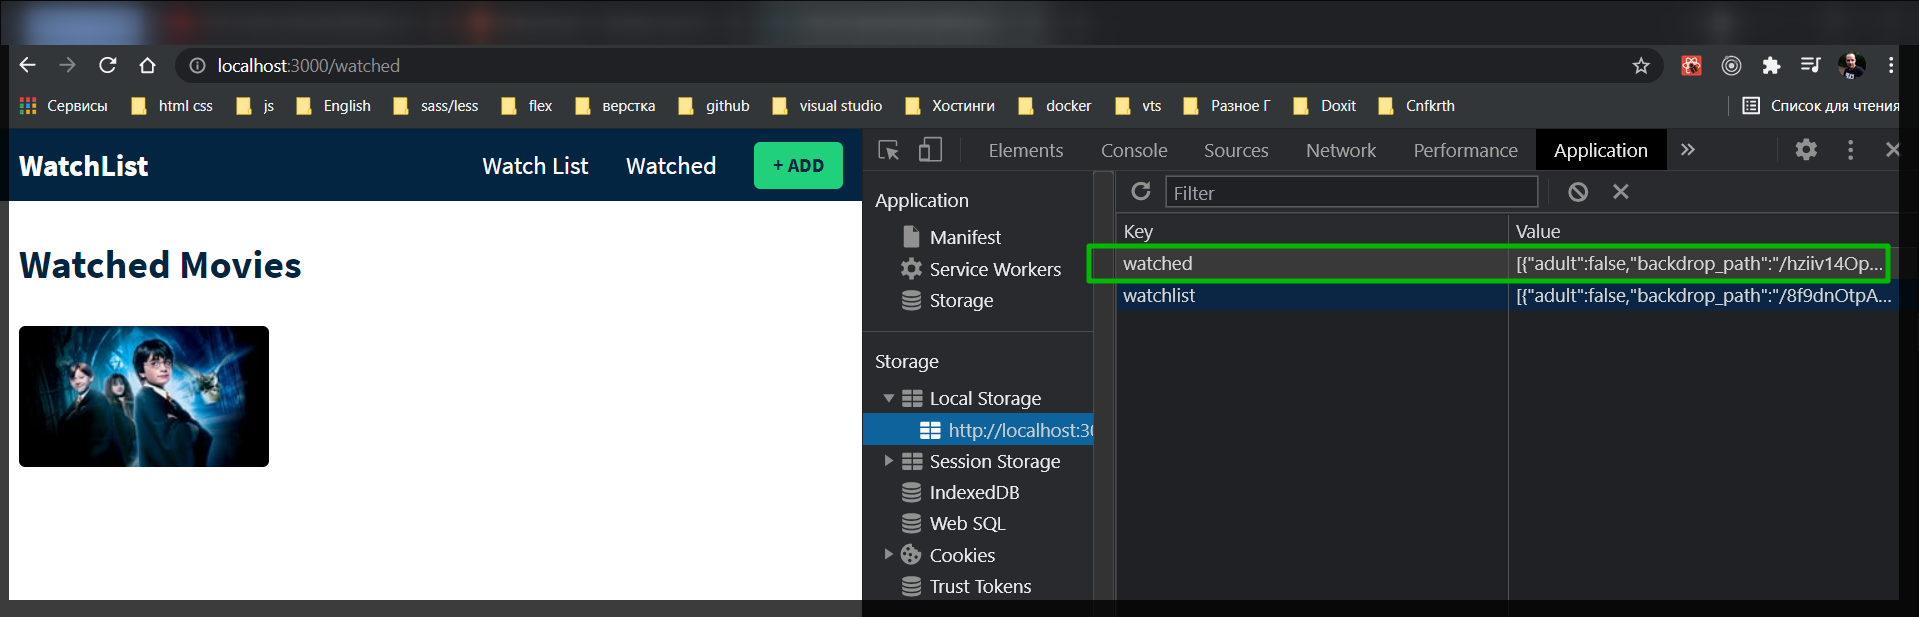 localhost:3000/watched
Сервисы html css js English sass/less flex верстка github visual studio Хостинги docker vts Разное Г Doxit Cnfkrth Список для чтения
WatchList Watch List Watched + ADD
Watched Movies
Elements Console Sources Network Performance Application »
Filter
Application
Manifest
Service Workers
Storage
Storage
Local Storage
http://localhost:30
Session Storage
IndexedDB
Web SQL
Cookies
Trust Tokens
Key Value
watched [{"adult":false,"backdrop_path":"/hziiv14Op...
watchlist [{"adult":false,"backdrop_path":"/8f9dnOtpA...